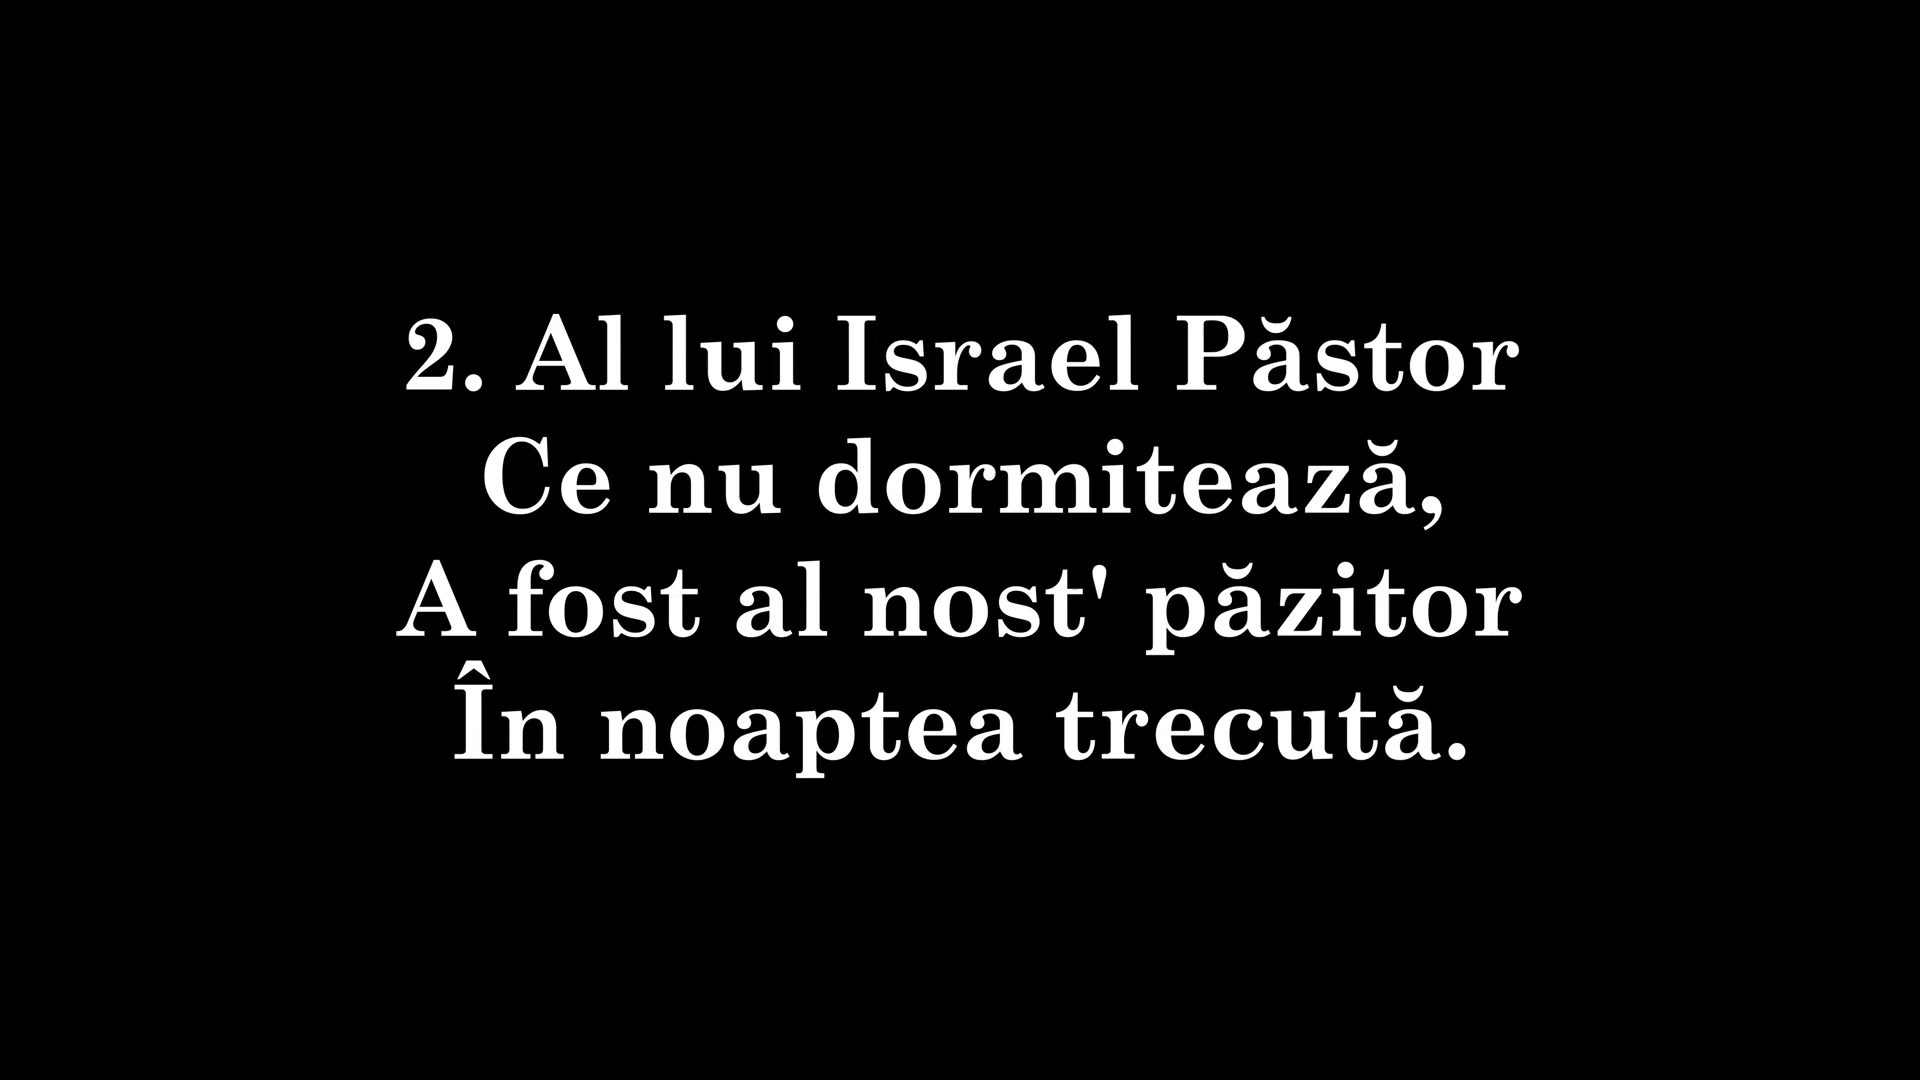 2. Al lui Israel Păstor
Ce nu dormitează,
A fost al nost' păzitor
În noaptea trecută.